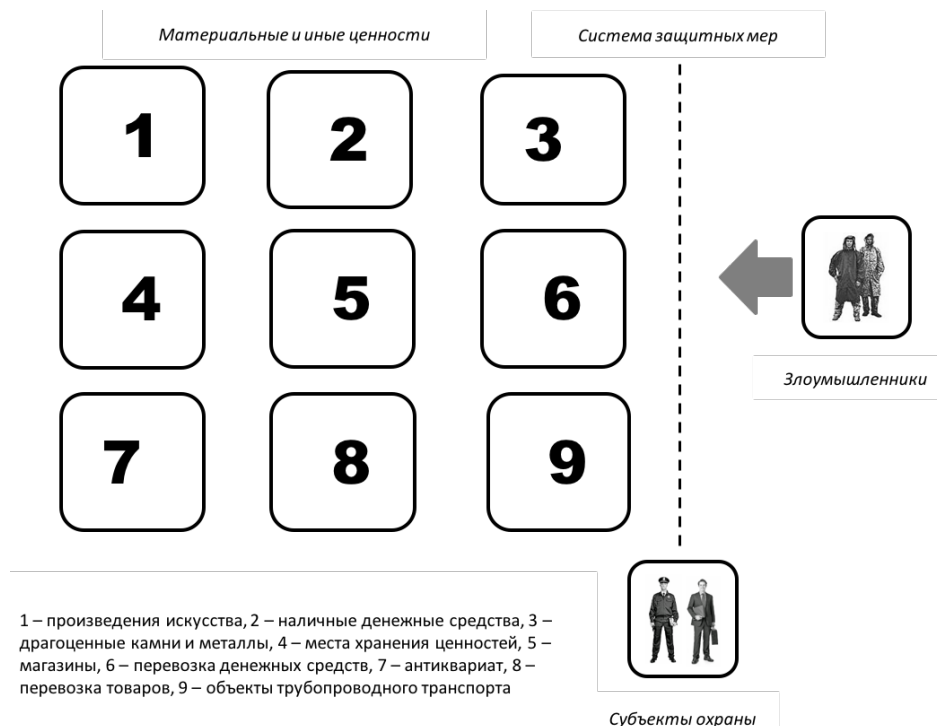 Материальные и иные ценности
Система защитных мер
1
2
3
4
5
6
Злоумышленники
7
8
9
1 – произведения искусства, 2 – наличные денежные средства, 3 –
драгоценные камни и металлы, 4 – места хранения ценностей, 5 –
магазины, 6 – перевозка денежных средств, 7 – антиквариат, 8 –
перевозка товаров, 9 – объекты трубопроводного транспорта
Субъекты охраны